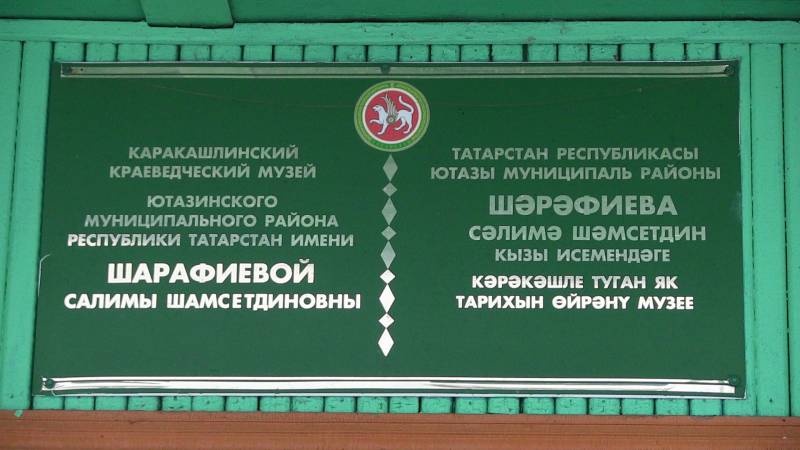 КАРАКАШЛИНСКИЙ
КРАЕВЕДЧЕСКИЙ МУЗЕЙ
ЮТАЗИНСКОГО
МУНИЦИПАЛЬНОГО РАЙОНА
РЕСПУБЛИКИ ТАТАРСТАН ИМЕНИ
ШАРАФИЕВОЙ
САЛИМЫ ШАМСЕТДИНОВНЫ
ТАТАРСТАН РЕСПУБЛИКАСЫ
ЮТАЗЫ МУНИЦИПАЛЬ РАЙОНЫ
ШӘРӘФИЕВА
СӘЛИМӘ ШӘМСЕТДИН
КЫЗЫ ИСЕМЕНДӘГЕ
КӘРӘКӘШЛЕ ТУГАН ЯК
ТАРИХЫН ӨЙРӘНҮ МУЗЕЕ